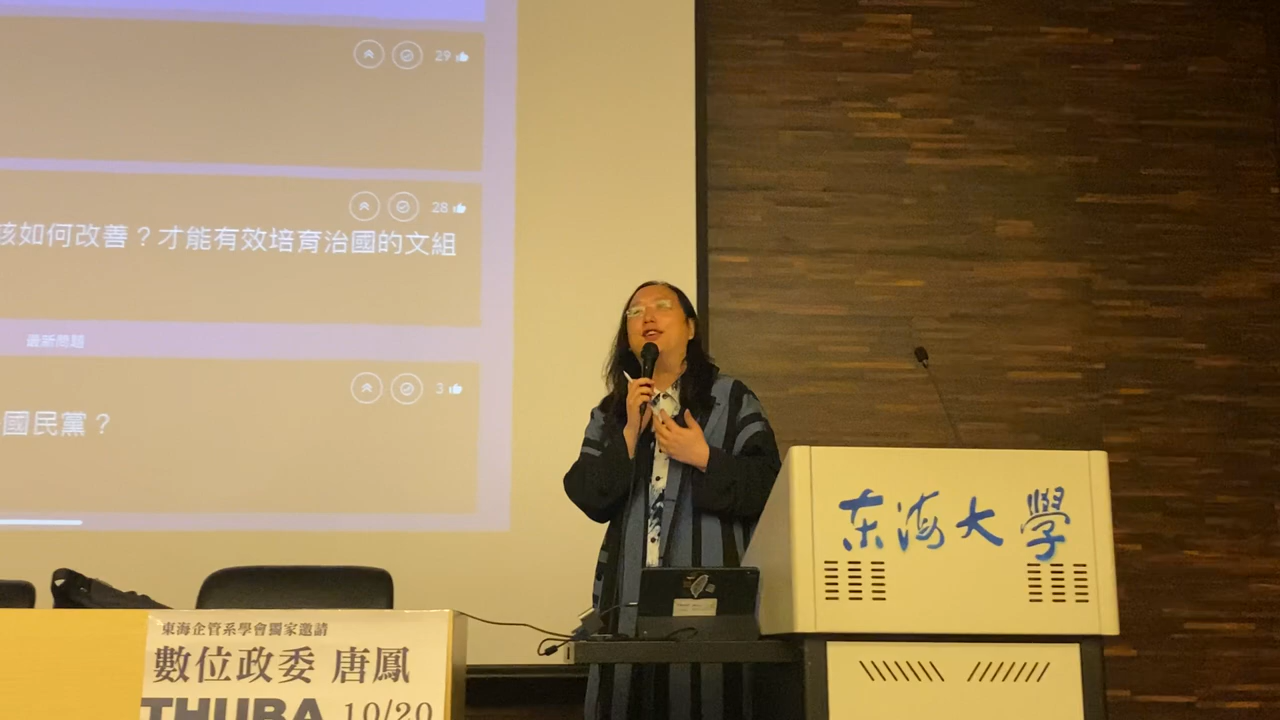 29
28
該如何改善？才能有效培育治國的文組
最新問題
3
國民黨？
东海大學
東海企管系學會獨家邀請
數位政委 唐鳳
THUBA 10/20